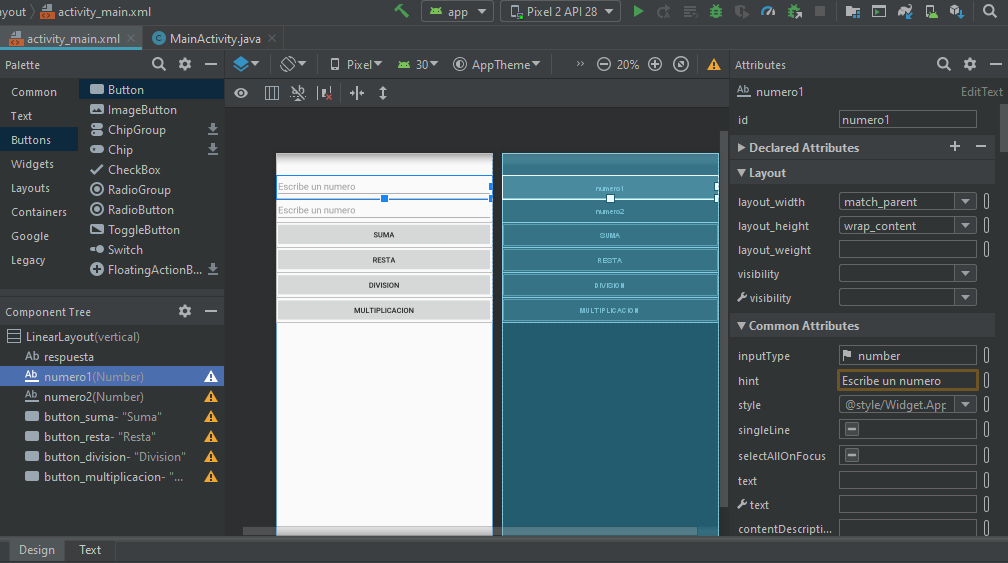 ayout
activity_main.xml
app
Pixel 2 API 28
activity_main.xml
MainActivity.java
Palette
Common
Text
Buttons
Widgets
Layouts
Containers
Google
Legacy
Button
ImageButton
ChipGroup
Chip
CheckBox
RadioGroup
RadioButton
ToggleButton
Switch
FloatingActionB...
Pixel
30
AppTheme
20%
Component Tree
LinearLayout(vertical)
Ab respuesta
Ab numero1(Number)
Ab numero2(Number)
button_suma- "Suma"
button_resta- "Resta"
button_division- "Division"
button_multiplicacion- "...
Escribe un numero
Escribe un numero
SUMA
RESTA
DIVISION
MULTIPLICACION
numero1
numero2
SUMA
RESTA
DIVISION
MULTIPLICACION
Attributes
Ab numero1 EditText
id numero1
Declared Attributes
Layout
layout_width match_parent
layout_height wrap_content
layout_weight
visibility
visibility
Common Attributes
inputType number
hint Escribe un numero
style @style/Widget.App
singleLine
selectAllOnFocus
text
text
contentDescripti...
Design Text